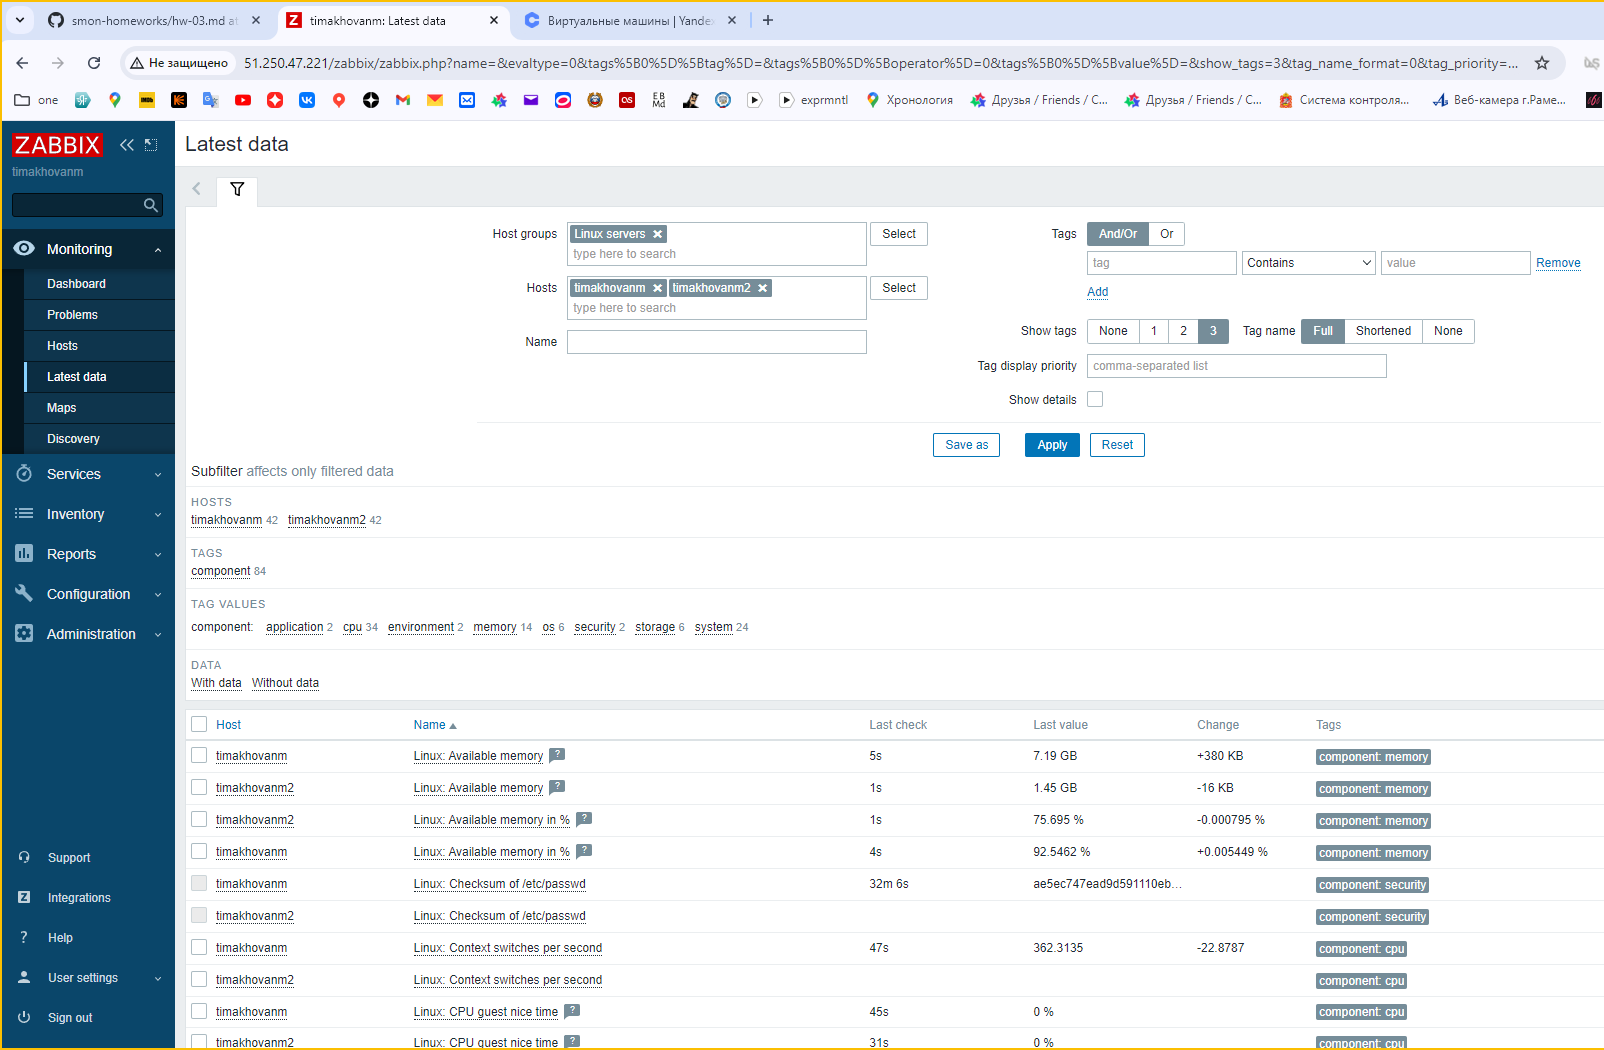 smon-homeworks/hw-03.md at
timakhovanm: Latest data
Виртуальные машины | Yande
Не защищено
51.250.47.221/zabbix/zabbix.php?name=&evaltype=0&tags%5B0%5D%5Btag%5D=&tags%5B0%5D%5Boperator%5D=0&tags%5B0%5D%5Bvalue%5D=&show_tags=3&tag_name_format=0&tag_priority=...
one
exprmntl
Хронология
Друзья / Friends / C...
Друзья / Friends / C...
Система контроля...
Веб-камера г.Раме...
ZABBIX
timakhovanm
Monitoring
Dashboard
Problems
Hosts
Latest data
Maps
Discovery
Services
Inventory
Reports
Configuration
Administration
Support
Integrations
Help
User settings
Sign out
Latest data
Host groups
Linux servers
type here to search
Select
Hosts
timakhovanm timakhovanm2
type here to search
Select
Name
Tags And/Or Or
tag Contains value Remove
Add
Show tags None 1 2 3 Tag name Full Shortened None
Tag display priority comma-separated list
Show details
Save as Apply Reset
Subfilter affects only filtered data
HOSTS
timakhovanm 42 timakhovanm2 42
TAGS
component 84
TAG VALUES
component: application 2 cpu 34 environment 2 memory 14 os 6 security 2 storage 6 system 24
DATA
With data Without data
Host Name Last check Last value Change Tags
timakhovanm Linux: Available memory ? 5s 7.19 GB +380 KB component: memory
timakhovanm2 Linux: Available memory ? 1s 1.45 GB -16 KB component: memory
timakhovanm2 Linux: Available memory in % ? 1s 75.695 % -0.000795 % component: memory
timakhovanm Linux: Available memory in % ? 4s 92.5462 % +0.005449 % component: memory
timakhovanm Linux: Checksum of /etc/passwd 32m 6s ae5ec747ead9d591110eb... component: security
timakhovanm2 Linux: Checksum of /etc/passwd component: security
timakhovanm Linux: Context switches per second 47s 362.3135 -22.8787 component: cpu
timakhovanm2 Linux: Context switches per second component: cpu
timakhovanm Linux: CPU guest nice time ? 45s 0 % component: cpu
timakhovanm2 Linux: CPU guest nice time ? 31s 0 % component: cpu